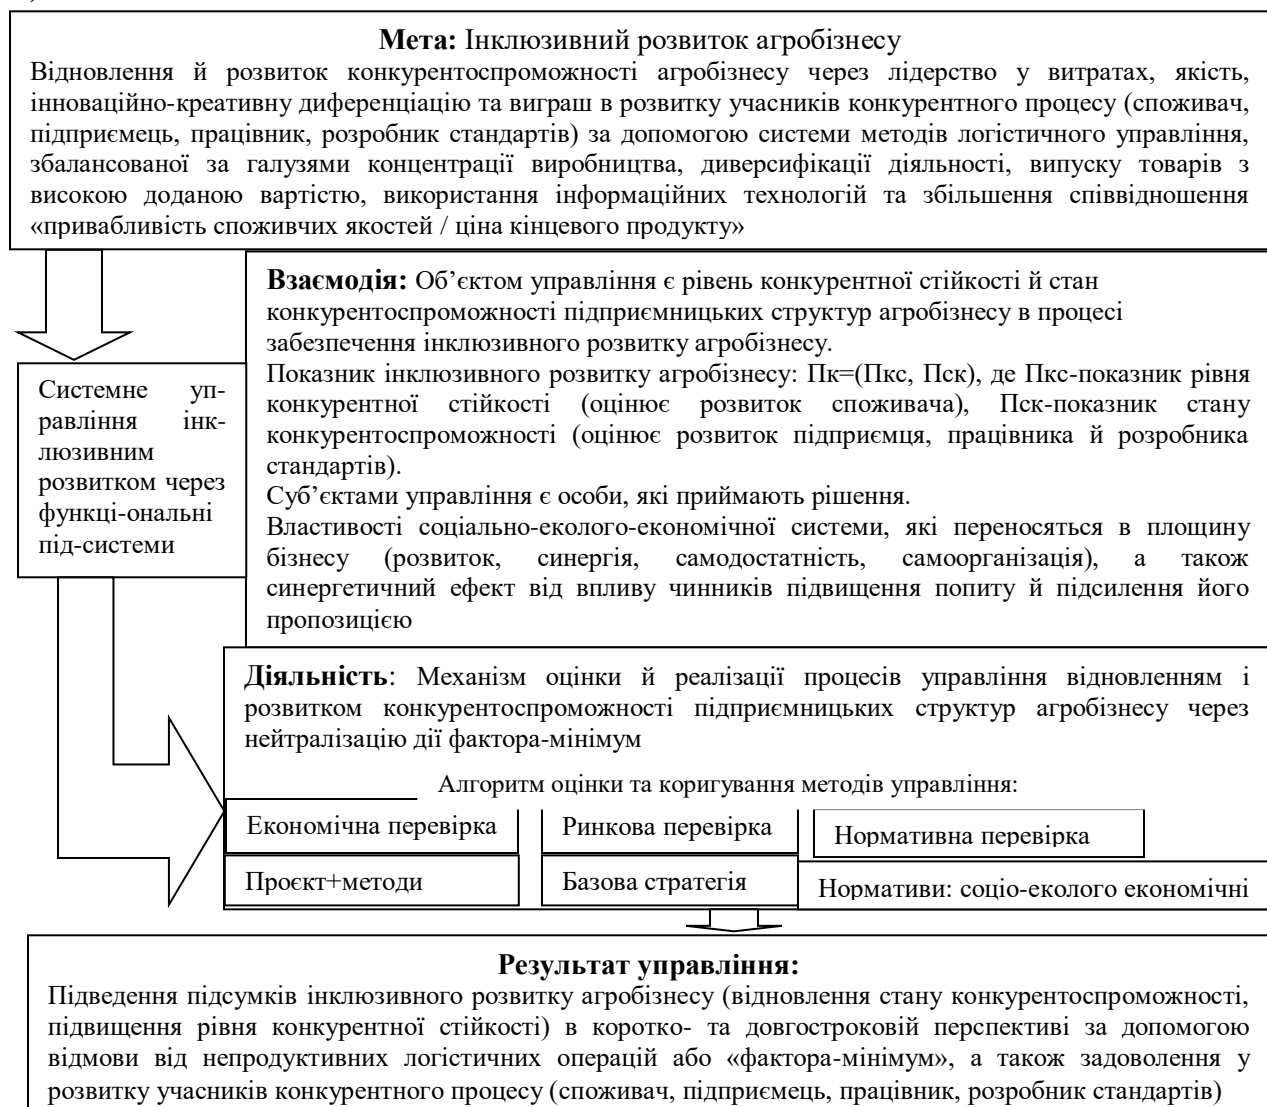 Мета: Інклюзивний розвиток агробізнесу
Відновлення й розвиток конкурентоспроможності агробізнесу через лідерство у витратах, якість,
інноваційно-креативну диференціацію та виграш в розвитку учасників конкурентного процесу (споживач,
підприємець, працівник, розробник стандартів) за допомогою системи методів логістичного управління,
збалансованої за галузями концентрації виробництва, диверсифікації діяльності, випуску товарів з
високою доданою вартістю, використання інформаційних технологій та збільшення співвідношення
«привабливість споживчих якостей / ціна кінцевого продукту»
Взаємодія: Об’єктом управління є рівень конкурентної стійкості й стан
конкурентоспроможності підприємницьких структур агробізнесу в процесі
забезпечення інклюзивного розвитку агробізнесу.
Показник інклюзивного розвитку агробізнесу: Пк=(Пкс, Пск), де Пкс-показник рівня
конкурентної стійкості (оцінює розвиток споживача), Пск-показник стану
конкурентоспроможності (оцінює розвиток підприємця, працівника й розробника
стандартів).
Суб’єктами управління є особи, які приймають рішення.
Властивості соціально-еколого-економічної системи, які переносяться в площину
бізнесу (розвиток, синергія, самодостатність, самоорганізація), а також
синергетичний ефект від впливу чинників підвищення попиту й підсилення його
пропозицією
Системне уп-
равління інк-
люзивним
розвитком через
функці-ональні
під-системи
Діяльність: Механізм оцінки й реалізації процесів управління відновленням і
розвитком конкурентоспроможності підприємницьких структур агробізнесу через
нейтралізацію дії фактора-мінімум
Алгоритм оцінки та коригування методів управління:
Економічна перевірка
Ринкова перевірка
Нормативна перевірка
Проєкт+методи
Базова стратегія
Нормативи: соціо-еколого економічні
Результат управління:
Підведення підсумків інклюзивного розвитку агробізнесу (відновлення стану конкурентоспроможності,
підвищення рівня конкурентної стійкості) в коротко- та довгостроковій перспективі за допомогою
відмови від непродуктивних логістичних операцій або «фактора-мінімум», а також задоволення у
розвитку учасників конкурентного процесу (споживач, підприємець, працівник, розробник стандартів)